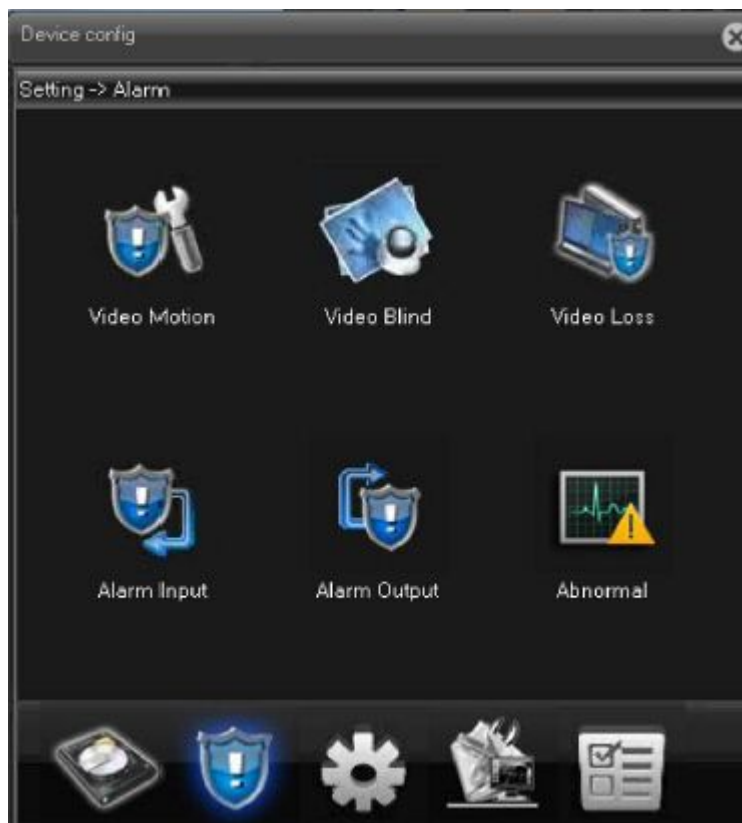 Device config
Setting -> Alarm
Video Motion
Video Blind
Video Loss
Alarm Input
Alarm Output
Abnormal